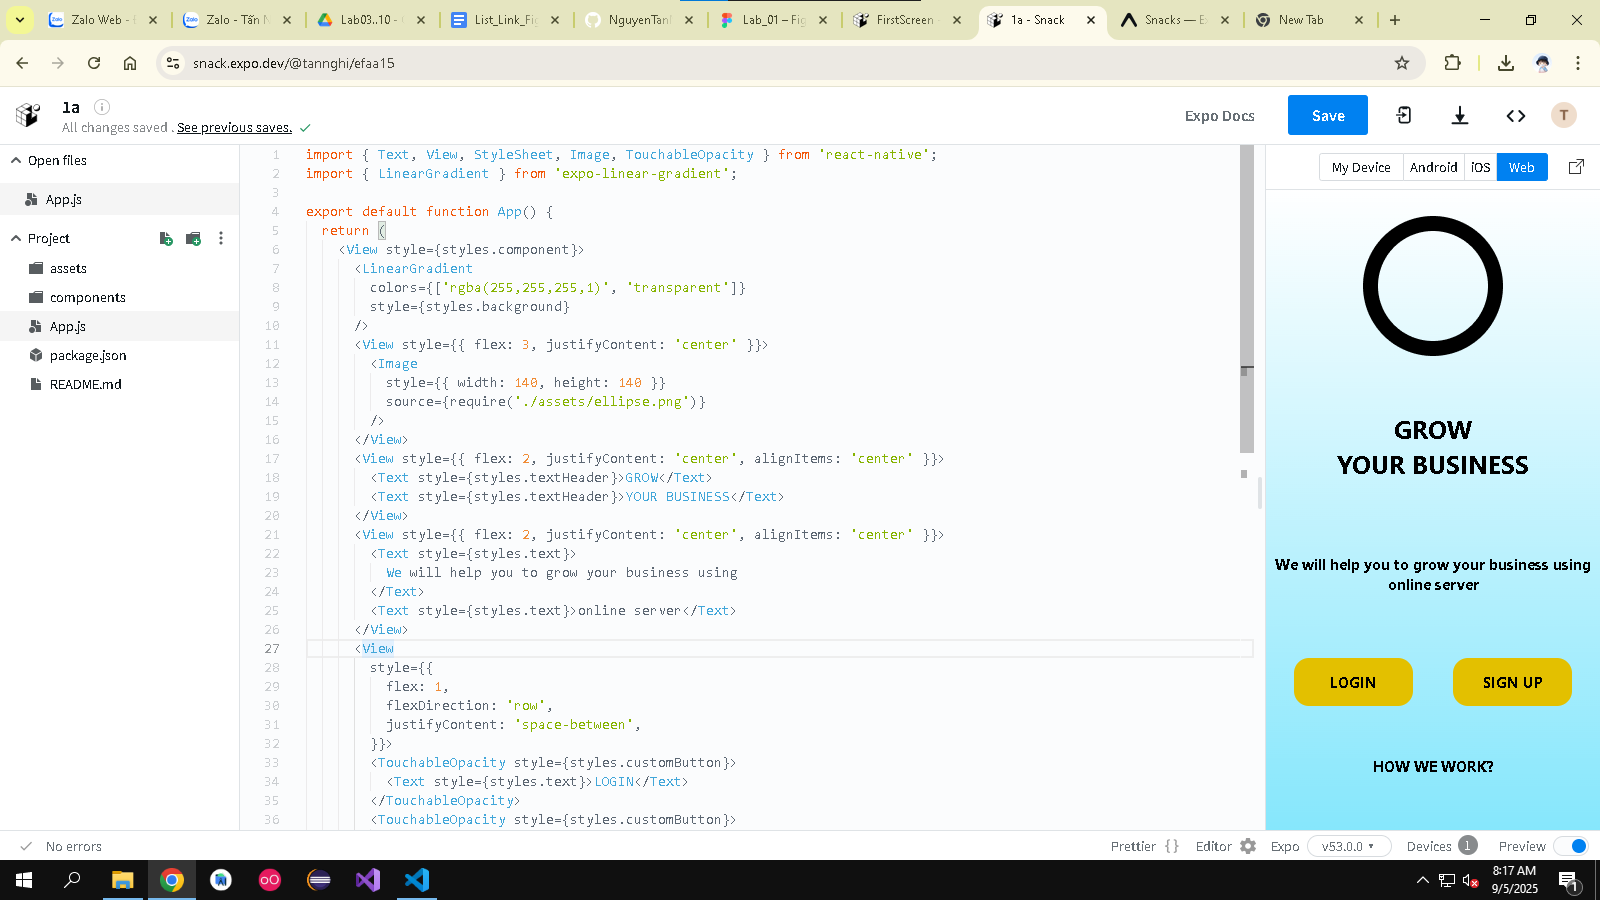 Zalo Web - E
Zalo - Tấn N
Lab03..10 -
List_Link_Fig
NguyenTanN
Lab_01 – Fig
FirstScreen -
1a - Snack
Snacks — Ex
New Tab
snack.expo.dev/@tannghi/efaa15
1a
All changes saved . See previous saves.
Expo Docs
Save
T
Open files
App.js
Project
assets
components
App.js
package.json
README.md
1 import { Text, View, StyleSheet, Image, TouchableOpacity } from 'react-native';
2 import { LinearGradient } from 'expo-linear-gradient';
3
4 export default function App() {
5 return (
6 <View style={styles.component}>
7 <LinearGradient
8 colors={['rgba(255,255,255,1)', 'transparent']}
9 style={styles.background}
10 />
11 <View style={{ flex: 3, justifyContent: 'center' }}>
12 <Image
13 style={{ width: 140, height: 140 }}
14 source={require('./assets/ellipse.png')}
15 />
16 </View>
17 <View style={{ flex: 2, justifyContent: 'center', alignItems: 'center' }}>
18 <Text style={styles.textHeader}>GROW</Text>
19 <Text style={styles.textHeader}>YOUR BUSINESS</Text>
20 </View>
21 <View style={{ flex: 2, justifyContent: 'center', alignItems: 'center' }}>
22 <Text style={styles.text}>
23 We will help you to grow your business using
24 </Text>
25 <Text style={styles.text}>online server</Text>
26 </View>
27 <View
28 style={{
29 flex: 1,
30 flexDirection: 'row',
31 justifyContent: 'space-between',
32 }}>
33 <TouchableOpacity style={styles.customButton}>
34 <Text style={styles.text}>LOGIN</Text>
35 </TouchableOpacity>
36 <TouchableOpacity style={styles.customButton}>
My Device
Android
iOS
Web
GROW
YOUR BUSINESS
We will help you to grow your business using
online server
LOGIN
SIGN UP
HOW WE WORK?
No errors
Prettier { }
Editor
Expo
v53.0.0
Devices 1
Preview
8:17 AM
9/5/2025
1